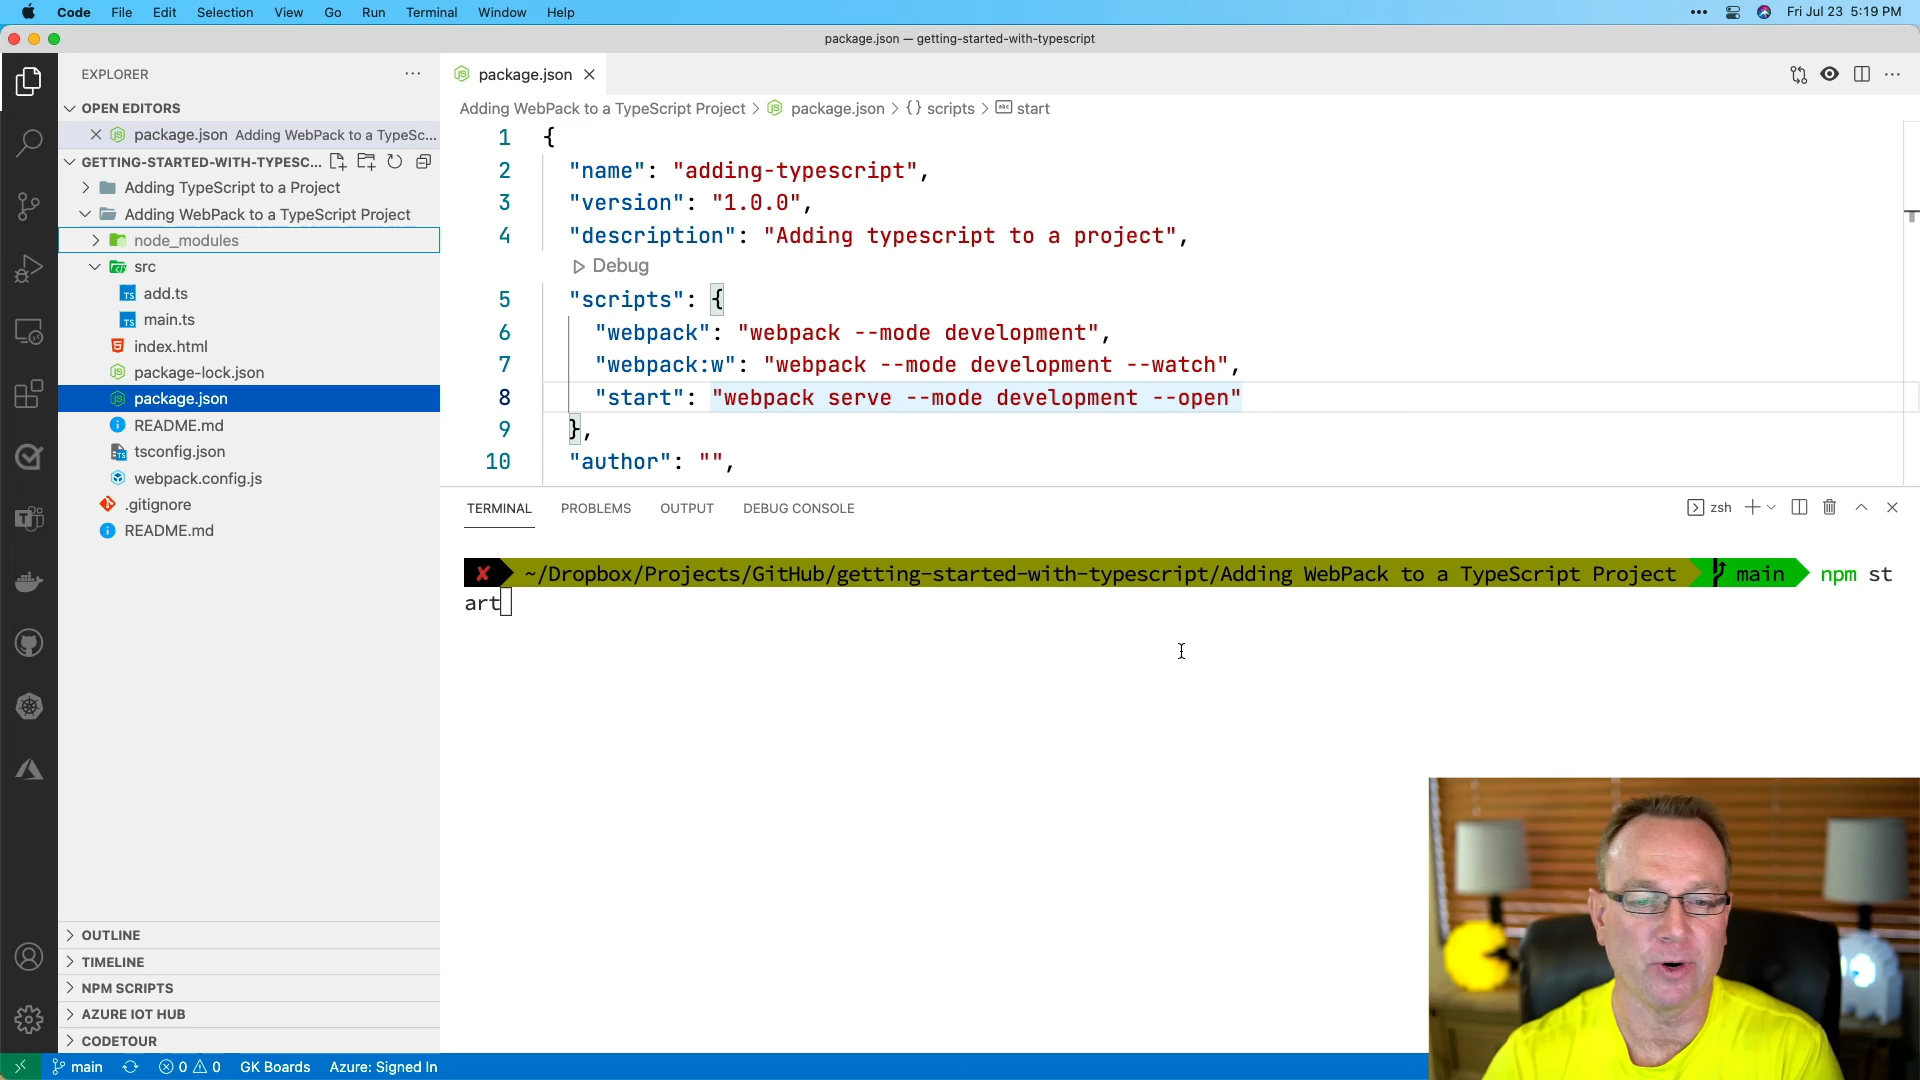 Code File Edit Selection View Go Run Terminal Window Help
Fri Jul 23 5:19 PM
package.json — getting-started-with-typescript
EXPLORER
OPEN EDITORS
package.json Adding WebPack to a TypeSc...
GETTING-STARTED-WITH-TYPESC...
Adding TypeScript to a Project
Adding WebPack to a TypeScript Project
node_modules
src
TS add.ts
TS main.ts
index.html
package-lock.json
package.json
README.md
tsconfig.json
webpack.config.js
.gitignore
README.md
OUTLINE
TIMELINE
NPM SCRIPTS
AZURE IOT HUB
CODETOUR
package.json
Adding WebPack to a TypeScript Project > package.json > {} scripts > abc start
1 {
2 "name": "adding-typescript",
3 "version": "1.0.0",
4 "description": "Adding typescript to a project",
Debug
5 "scripts": {
6 "webpack": "webpack --mode development",
7 "webpack:w": "webpack --mode development --watch",
8 "start": "webpack serve --mode development --open"
9 },
10 "author": "",
TERMINAL PROBLEMS OUTPUT DEBUG CONSOLE
zsh
✘ ~/Dropbox/Projects/GitHub/getting-started-with-typescript/Adding WebPack to a TypeScript Project main npm st
art
main 0 0 GK Boards Azure: Signed In